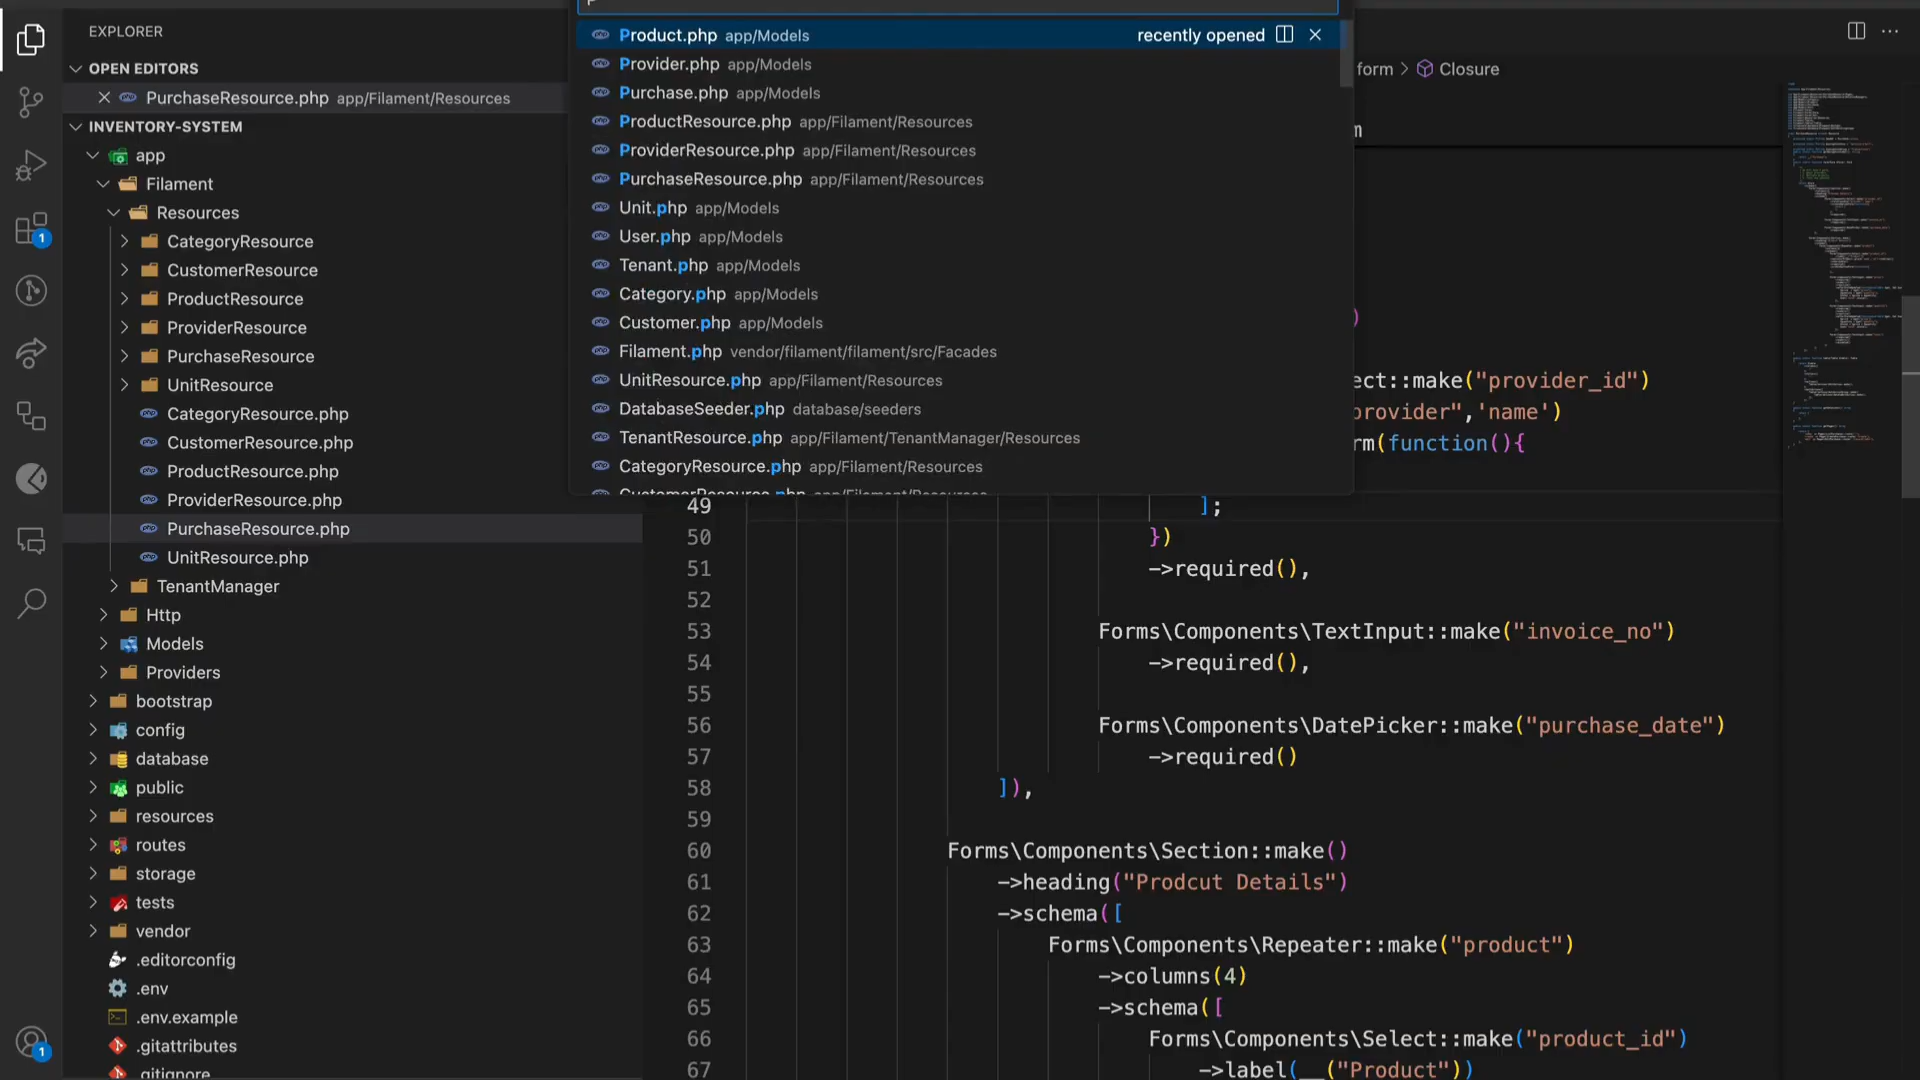 EXPLORER
OPEN EDITORS
PurchaseResource.php app/Filament/Resources
INVENTORY-SYSTEM
app
Filament
Resources
CategoryResource
CustomerResource
ProductResource
ProviderResource
PurchaseResource
UnitResource
CategoryResource.php
CustomerResource.php
ProductResource.php
ProviderResource.php
PurchaseResource.php
UnitResource.php
TenantManager
Http
Models
Providers
bootstrap
config
database
public
resources
routes
storage
tests
vendor
.editorconfig
.env
.env.example
.gitattributes
.gitignore
1
1
Product.php app/Models recently opened
Provider.php app/Models
Purchase.php app/Models
ProductResource.php app/Filament/Resources
ProviderResource.php app/Filament/Resources
PurchaseResource.php app/Filament/Resources
Unit.php app/Models
User.php app/Models
Tenant.php app/Models
Category.php app/Models
Customer.php app/Models
Filament.php vendor/filament/filament/src/Facades
UnitResource.php app/Filament/Resources
DatabaseSeeder.php database/seeders
TenantResource.php app/Filament/TenantManager/Resources
CategoryResource.php app/Filament/Resources
CustomerResource.php app/Filament/Resources
form > Closure
m
)
ect::make("provider_id")
provider",'name')
rm(function(){
49 ];
50 })
51 ->required(),
52
53 Forms\Components\TextInput::make("invoice_no")
54 ->required(),
55
56 Forms\Components\DatePicker::make("purchase_date")
57 ->required()
58 ]),
59
60 Forms\Components\Section::make()
61 ->heading("Prodcut Details")
62 ->schema([
63 Forms\Components\Repeater::make("product")
64 ->columns(4)
65 ->schema([
66 Forms\Components\Select::make("product_id")
67 ->label(__("Product"))